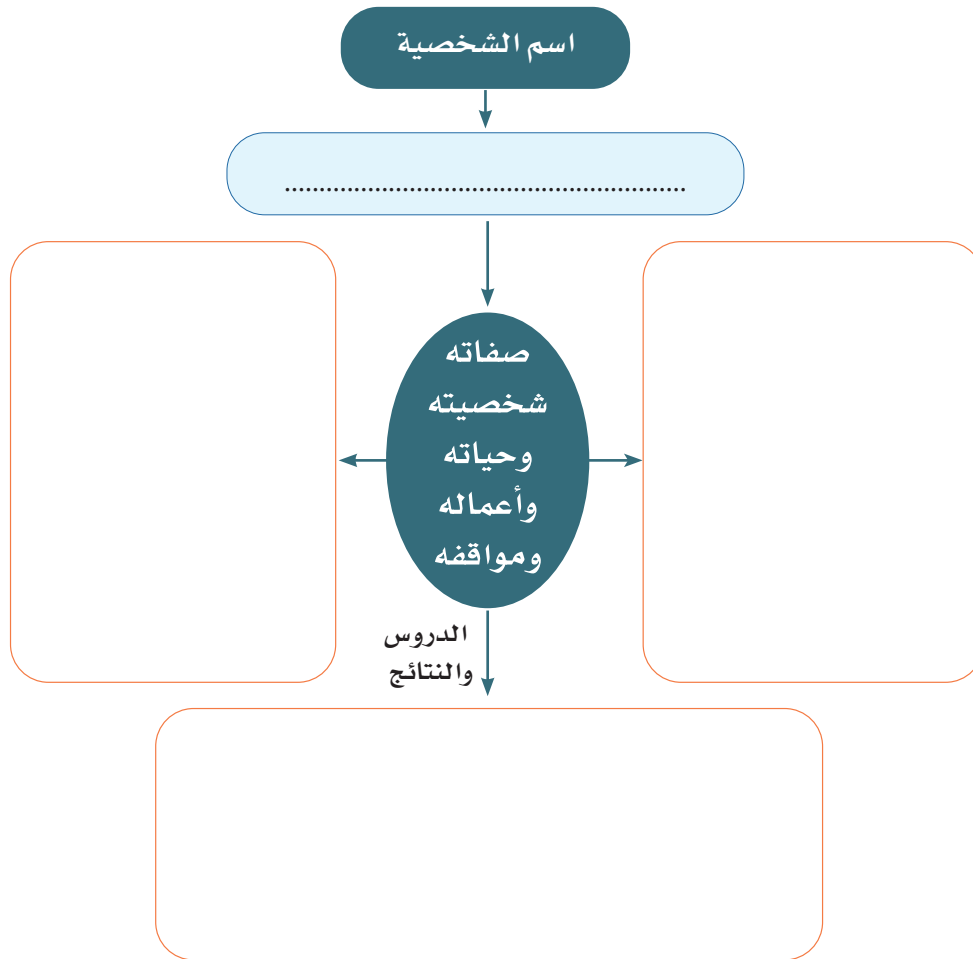 اسم الشخصية
............................................................
صفاته
شخصيته
وحياته
وأعماله
ومواقفه
الدروس
والنتائج